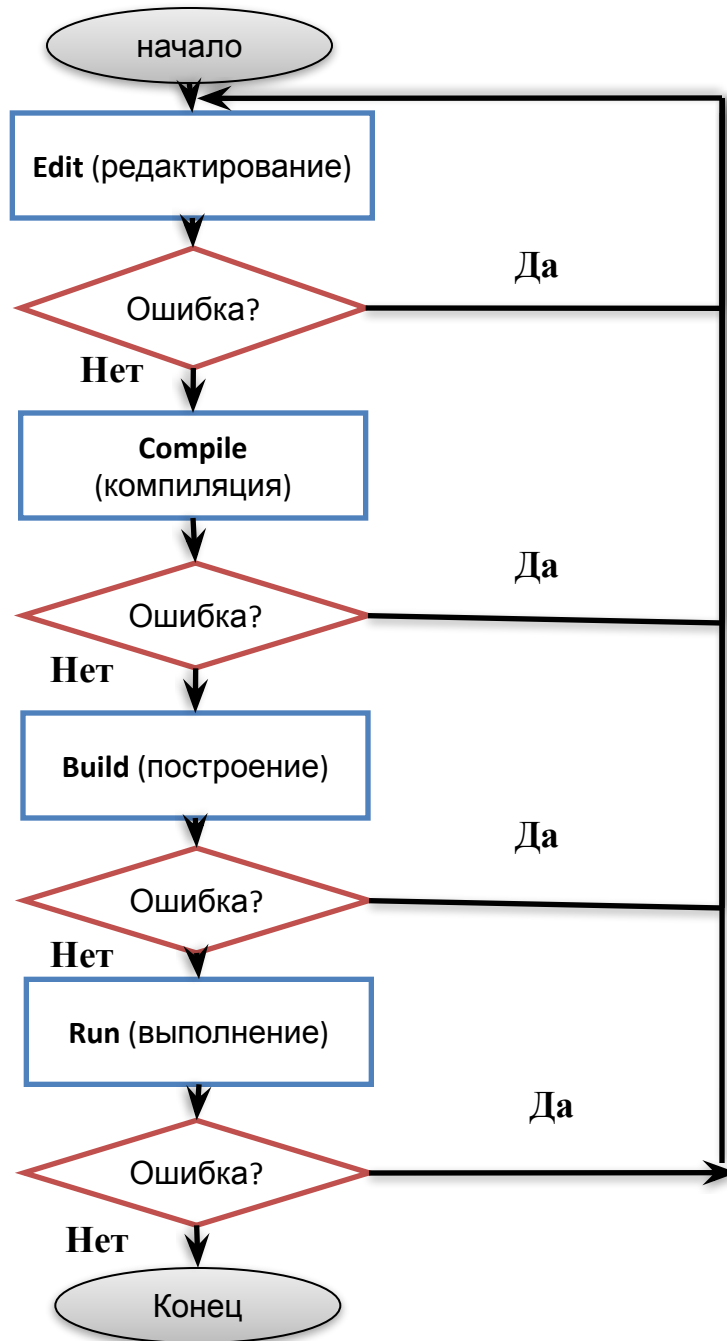 начало
Edit (редактирование)
Да
Ошибка?
Нет
Compile
(компиляция)
Да
Ошибка?
Нет
Build (построение)
Да
Ошибка?
Нет
Run (выполнение)
Да
Ошибка?
Нет
Конец